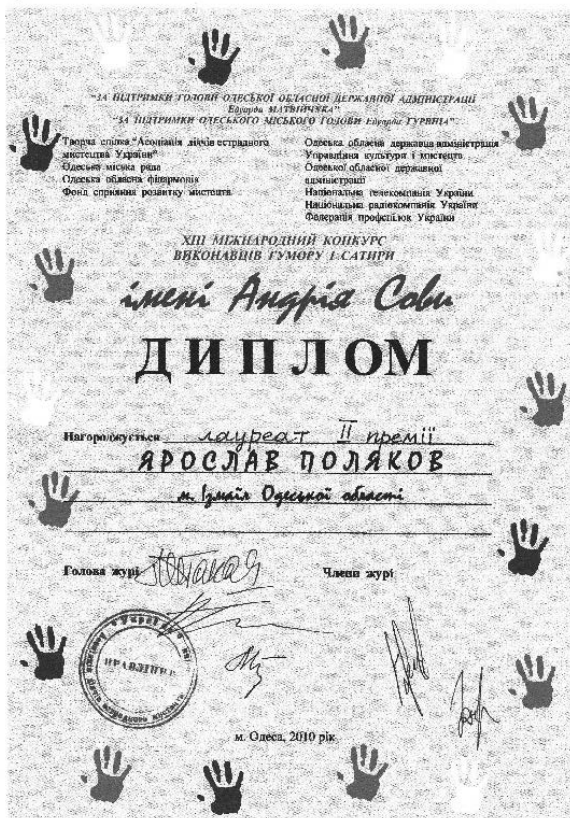 "ЗА ПІДТРИМКИ ГОЛОВИ ОДЕСЬКОЇ ОБЛАСНОЇ ДЕРЖАВНОЇ АДМІНІСТРАЦІЇ
Едуарда МАТВІЙЧУКА"
"ЗА ПІДТРИМКИ ОДЕСЬКОГО МІСЬКОГО ГОЛОВИ Едуарда ГУРВІЦА"
Творча спілка "Асоціація діячів естрадного
мистецтва України"
Одеська міська рада
Одеська обласна філармонія
Фонд сприяння розвитку мистецтв
Одеська обласна державна адміністрація
Управління культури і мистецтв
Одеської обласної державної
адміністрації
Національна телекомпанія України
Національна радіокомпанія України
Федерація профспілок України
XIII МІЖНАРОДНИЙ КОНКУРС
ВИКОНАВЦІВ ГУМОРУ І САТИРИ
імені Андрія Сови
ДИПЛОМ
Нагороджується лауреат II премії
ЯРОСЛАВ ПОЛЯКОВ
м. Ізмаїл Одеської області
Голова журі
Члени журі
ПРАВЛІННЯ
м. Одеса, 2010 рік